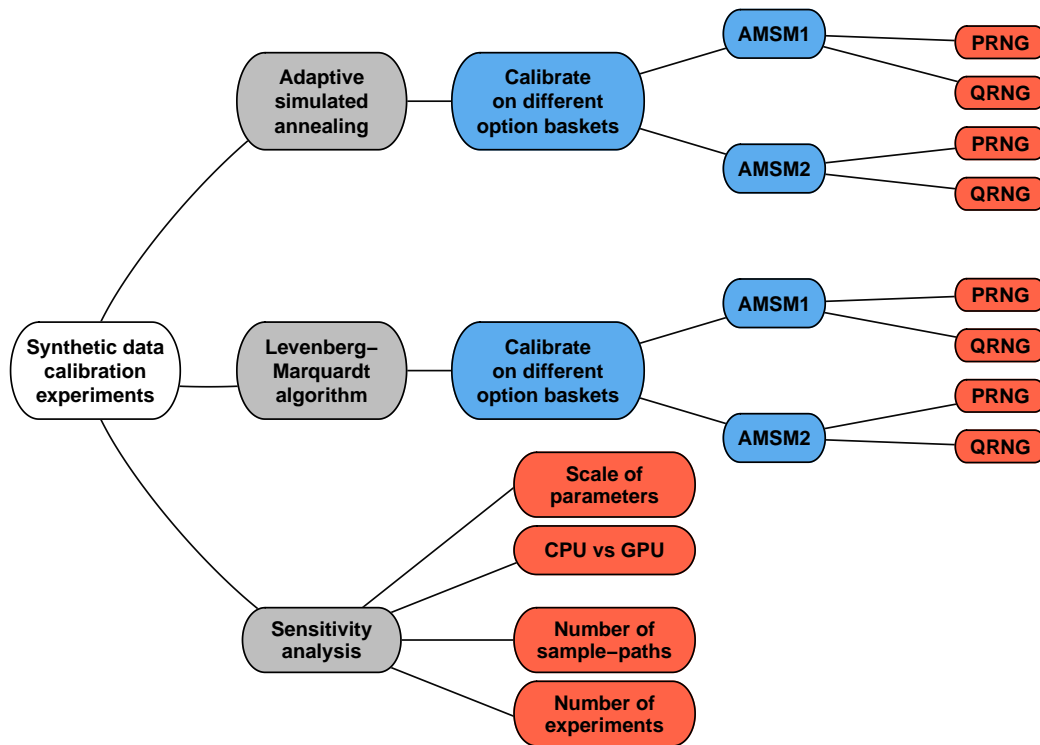 AMSM1
PRNG
QRNG
Adaptive
simulated
annealing
Calibrate
on different
option baskets
AMSM2
PRNG
QRNG
Synthetic data
calibration
experiments
Levenberg–
Marquardt
algorithm
Calibrate
on different
option baskets
AMSM1
PRNG
QRNG
AMSM2
PRNG
QRNG
Sensitivity
analysis
Scale of
parameters
CPU vs GPU
Number of
sample–paths
Number of
experiments